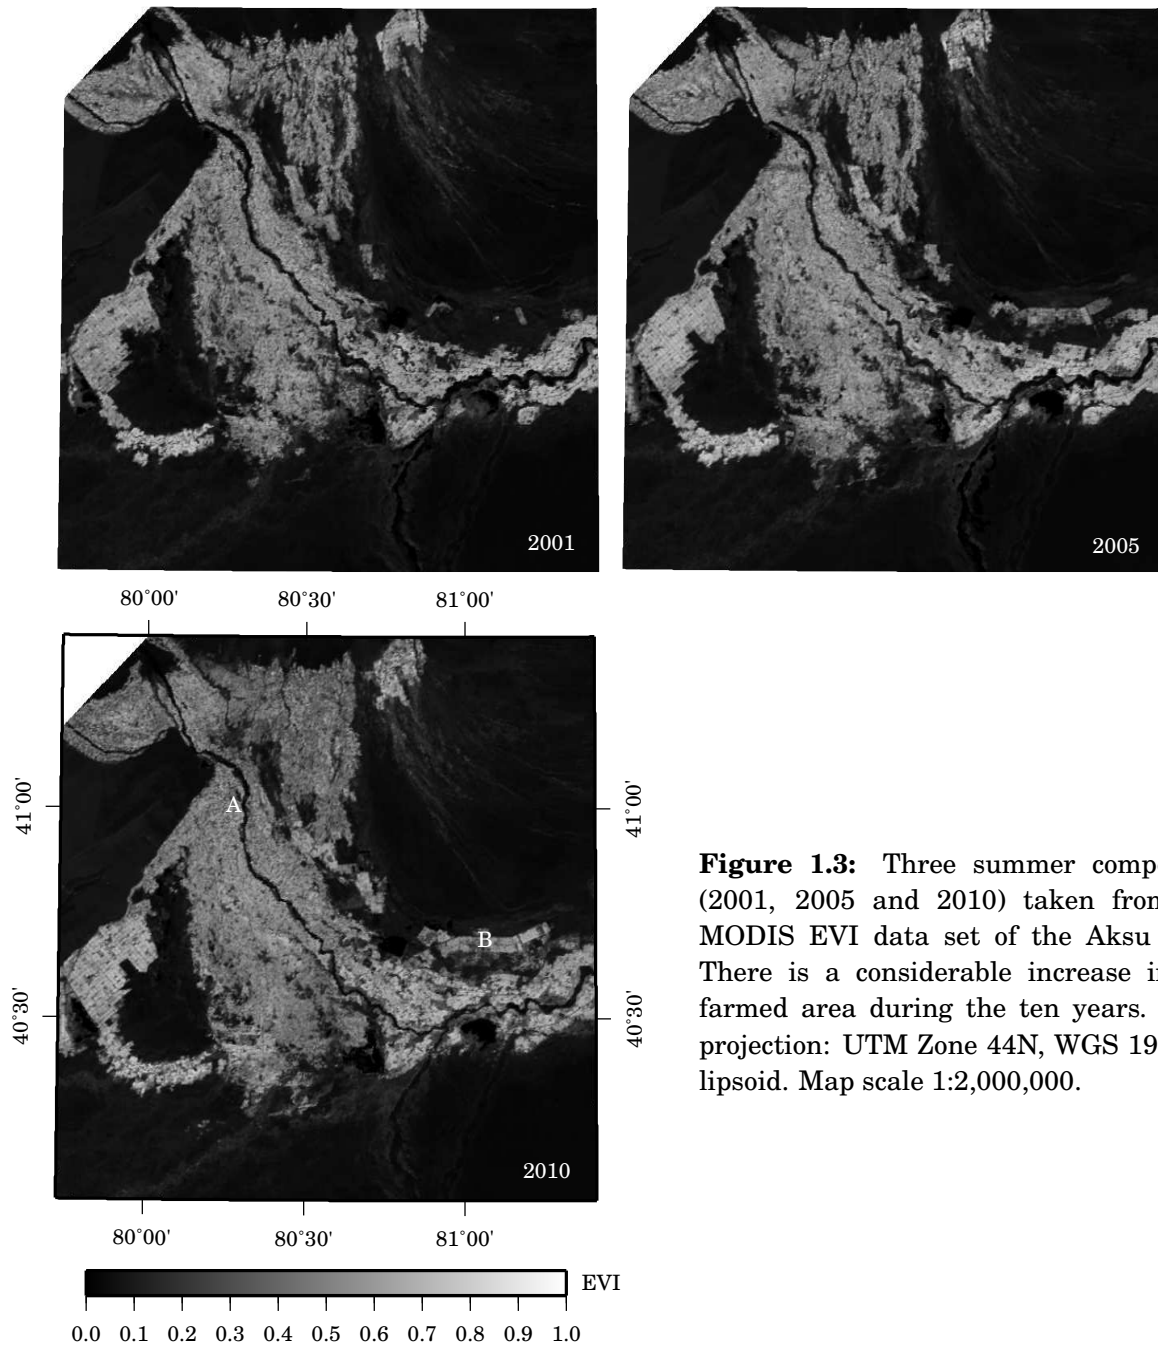 2001
2005
80°00' 80°30' 81°00'
41°00'
40°30'
A
B
2010
41°00'
40°30'
80°00' 80°30' 81°00'
EVI
0.0 0.1 0.2 0.3 0.4 0.5 0.6 0.7 0.8 0.9 1.0
Figure 1.3: Three summer compo
(2001, 2005 and 2010) taken from
MODIS EVI data set of the Aksu
There is a considerable increase i
farmed area during the ten years.
projection: UTM Zone 44N, WGS 19
lipsoid. Map scale 1:2,000,000.